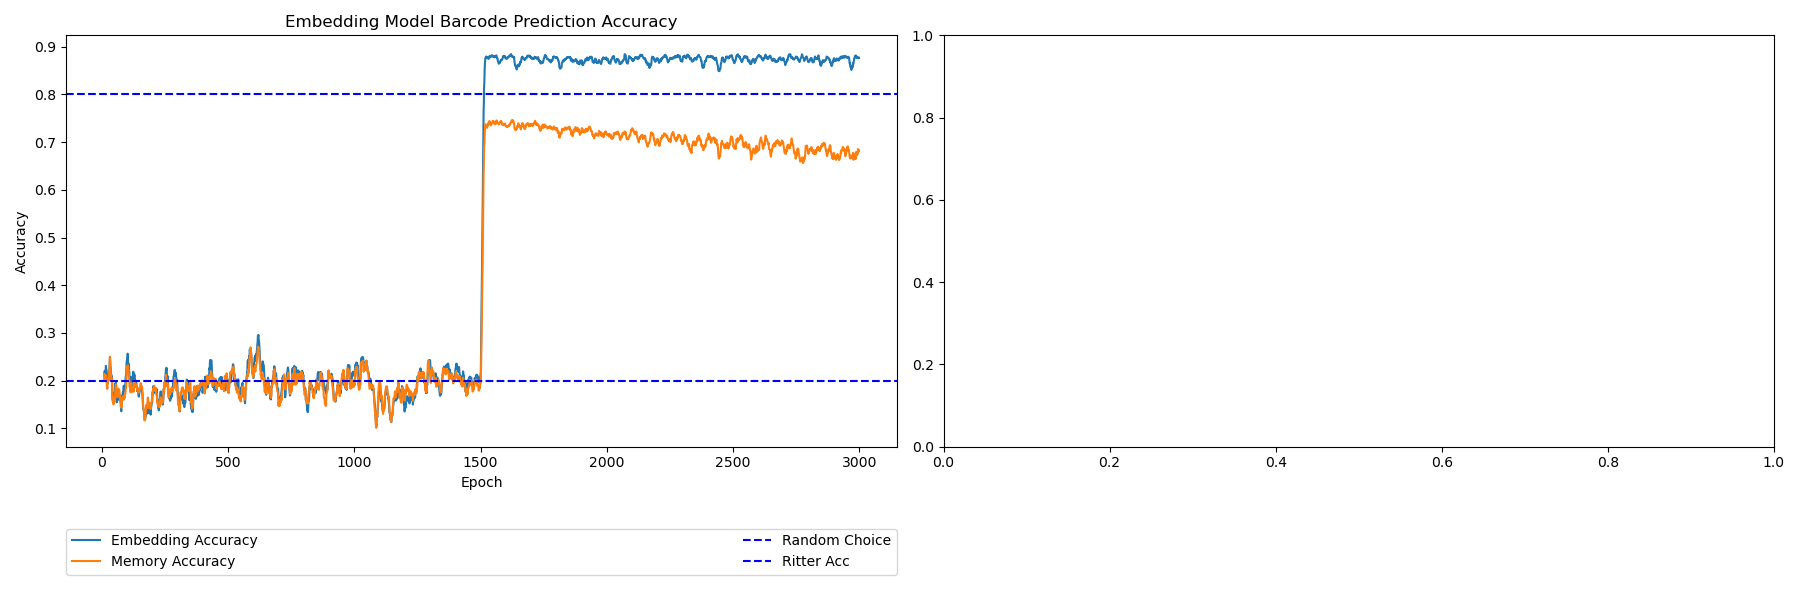 Embedding Model Barcode Prediction Accuracy
0.9
0.8
0.7
0.6
0.5
0.4
0.3
0.2
0.1
Accuracy
0 500 1000 1500 2000 2500 3000
Epoch
Embedding Accuracy
Memory Accuracy
Random Choice
Ritter Acc
1.0
0.8
0.6
0.4
0.2
0.0
0.0 0.2 0.4 0.6 0.8 1.0